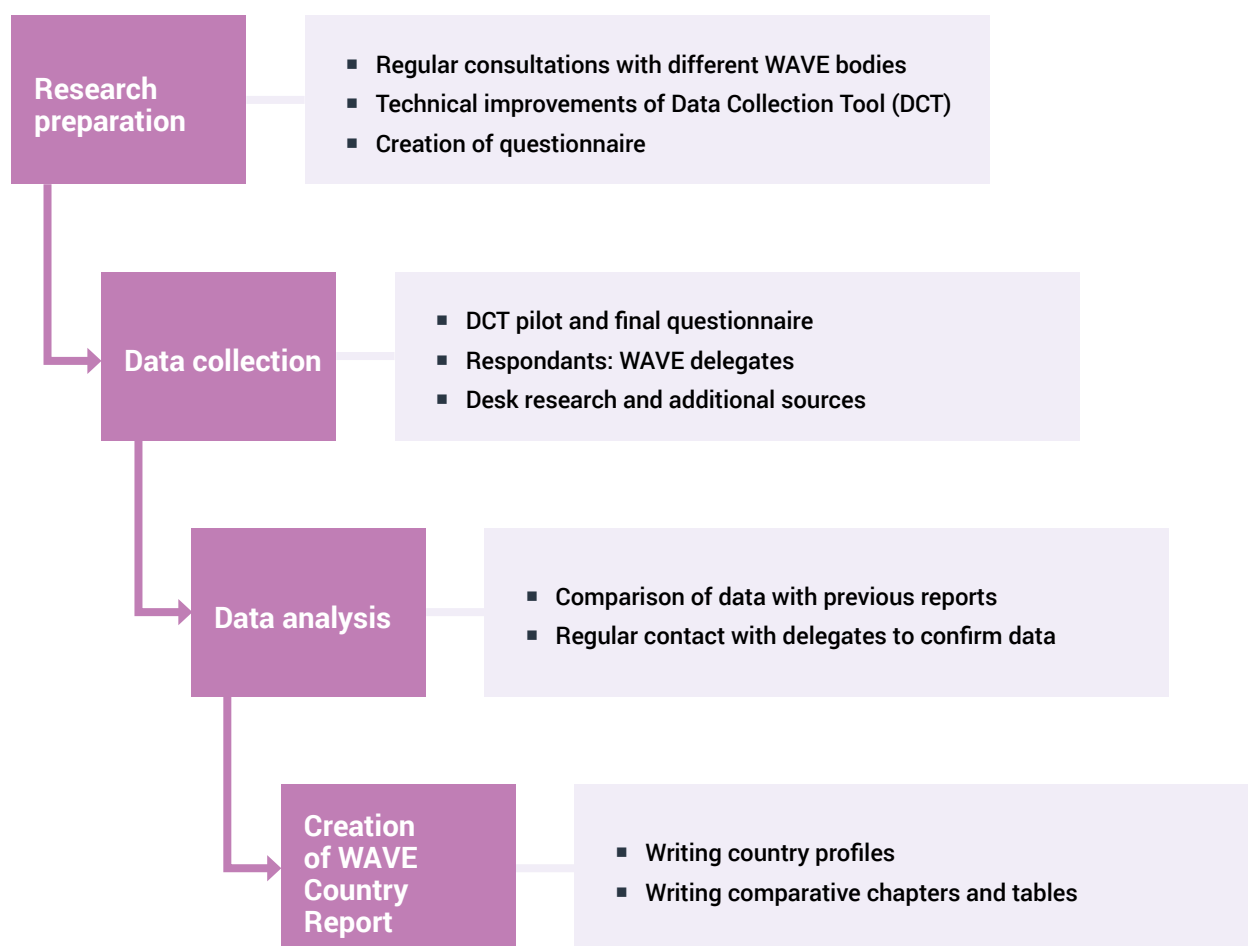 Research
preparation
▪ Regular consultations with different WAVE bodies
▪ Technical improvements of Data Collection Tool (DCT)
▪ Creation of questionnaire
Data collection
▪ DCT pilot and final questionnaire
▪ Respondants: WAVE delegates
▪ Desk research and additional sources
Data analysis
▪ Comparison of data with previous reports
▪ Regular contact with delegates to confirm data
Creation
of WAVE
Country
Report
▪ Writing country profiles
▪ Writing comparative chapters and tables